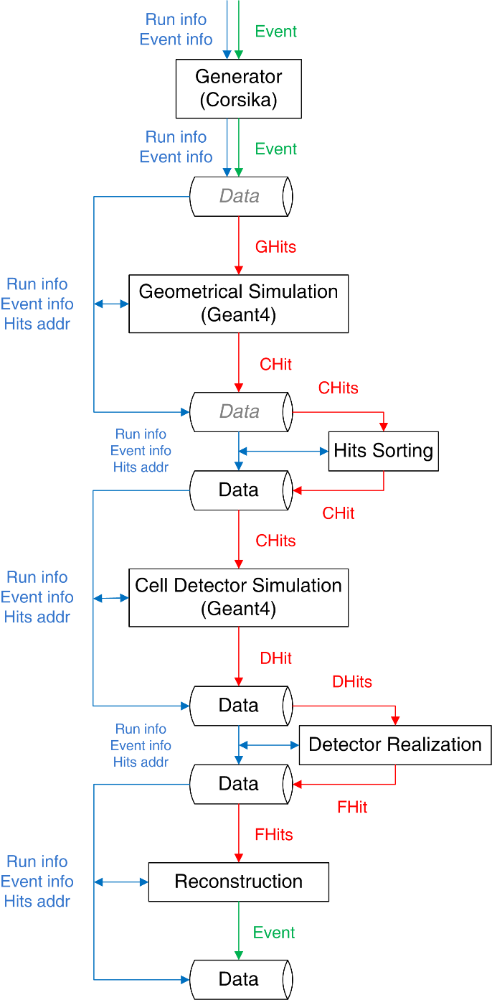 Run info
Event info
Event
Generator
(Corsika)
Run info
Event info
Event
Data
GHits
Run info
Event info
Hits addr
Geometrical Simulation
(Geant4)
CHit
CHits
Data
Run info
Event info
Hits addr
Hits Sorting
Data
CHit
CHits
Run info
Event info
Hits addr
Cell Detector Simulation
(Geant4)
DHit
DHits
Data
Run info
Event info
Hits addr
Detector Realization
Data
FHit
FHits
Run info
Event info
Hits addr
Reconstruction
Event
Data